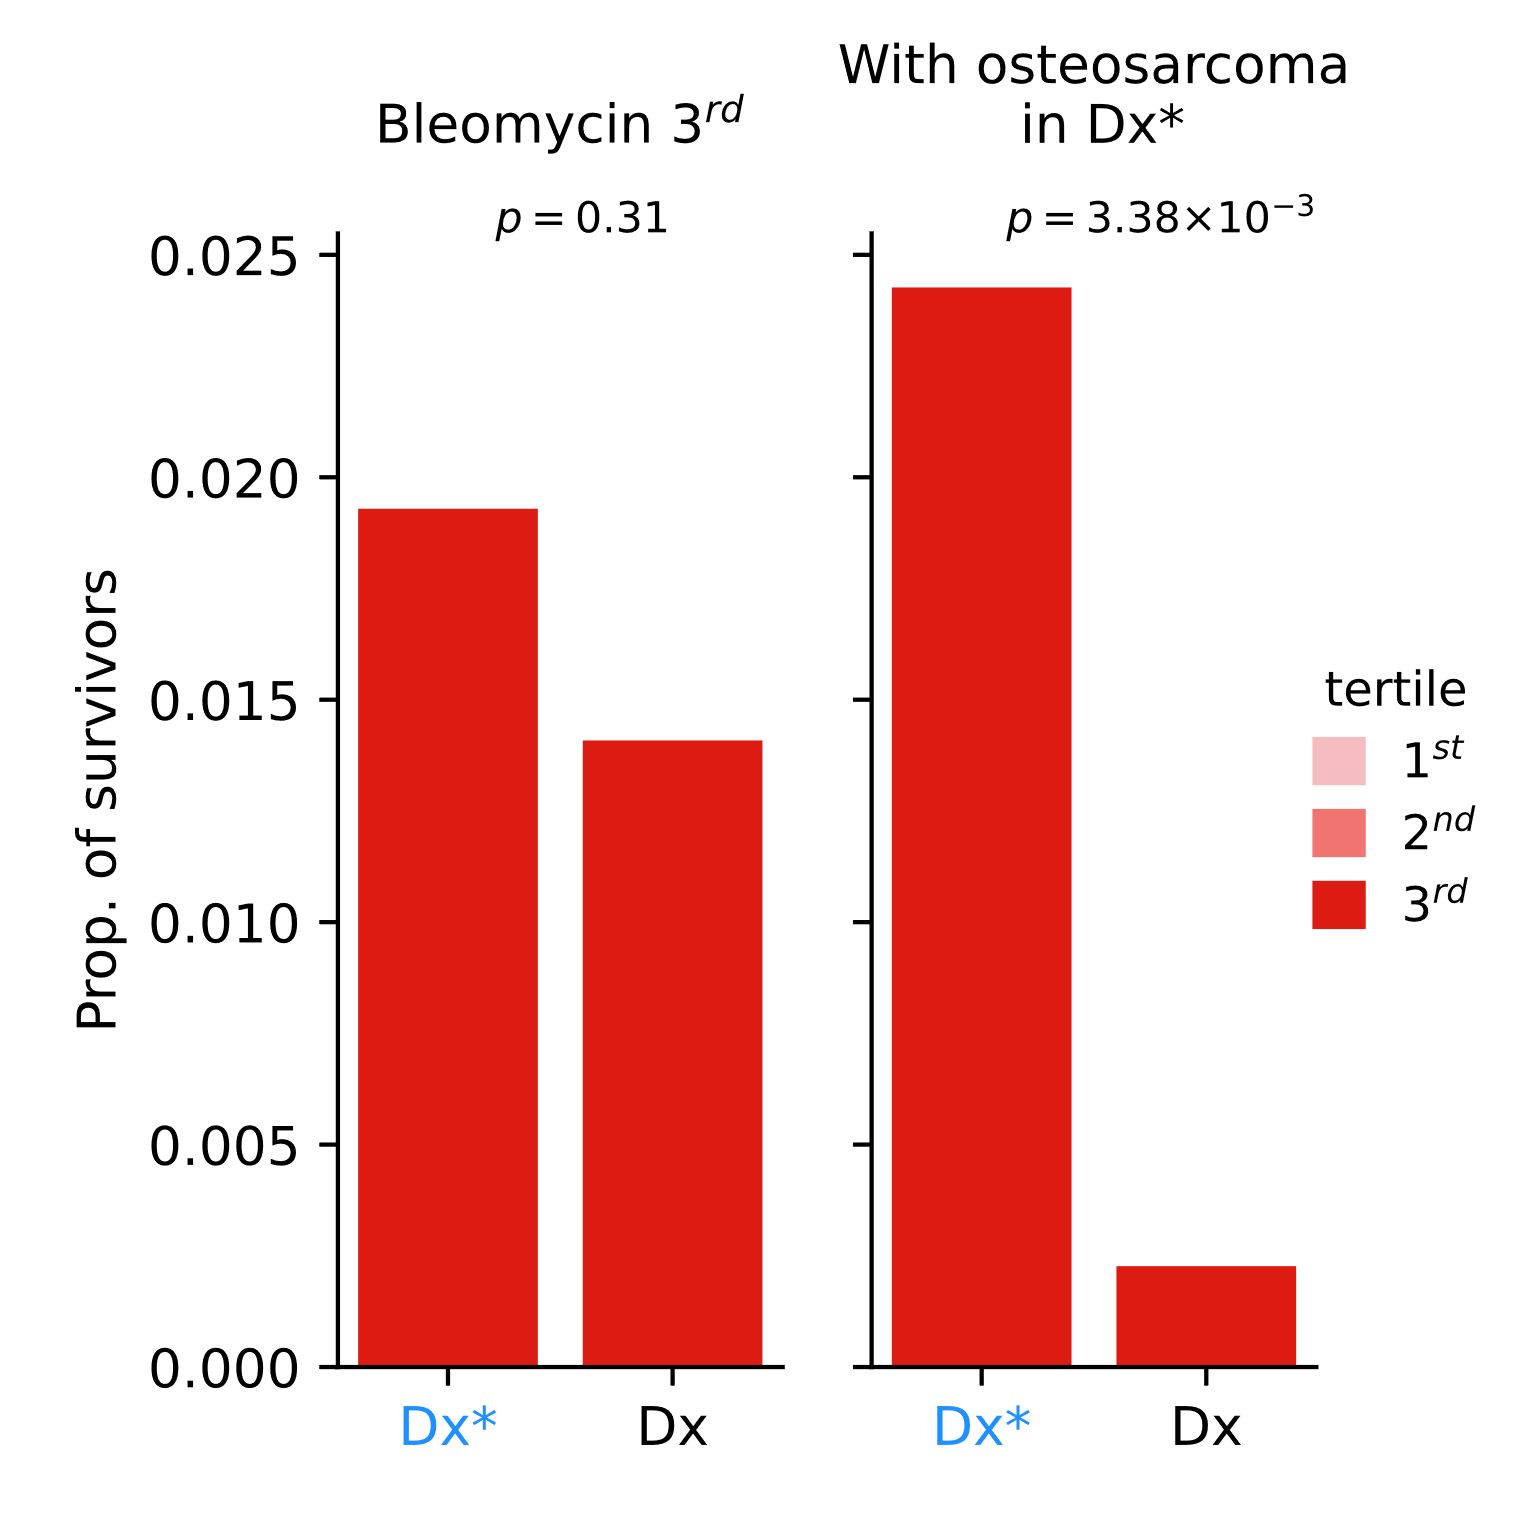 Bleomycin 3rd
With osteosarcoma
in Dx*
p = 0.31
p = 3.38×10−3
Prop. of survivors
0.025
0.020
0.015
0.010
0.005
0.000
Dx*
Dx
Dx*
Dx
tertile
1st
2nd
3rd